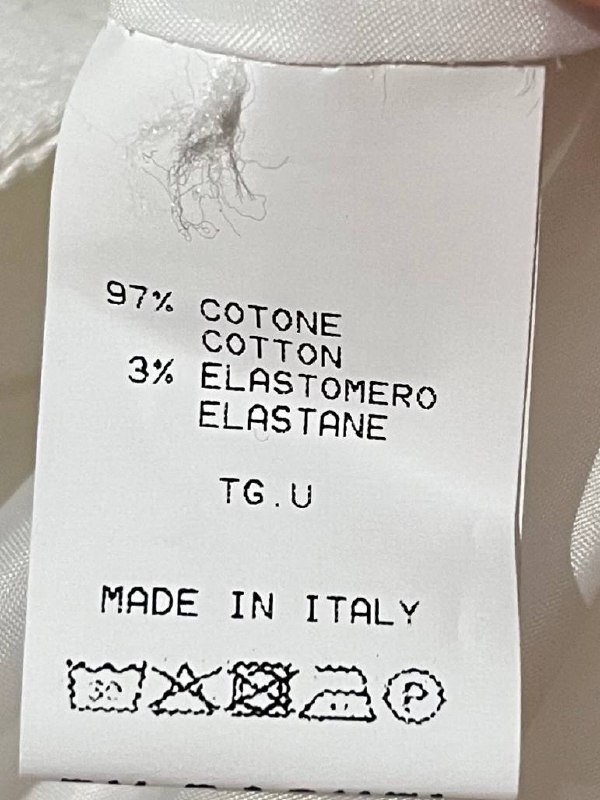 97% COTONE
COTTON
3% ELASTOMERO
ELASTANE
TG.U
MADE IN ITALY
30
P